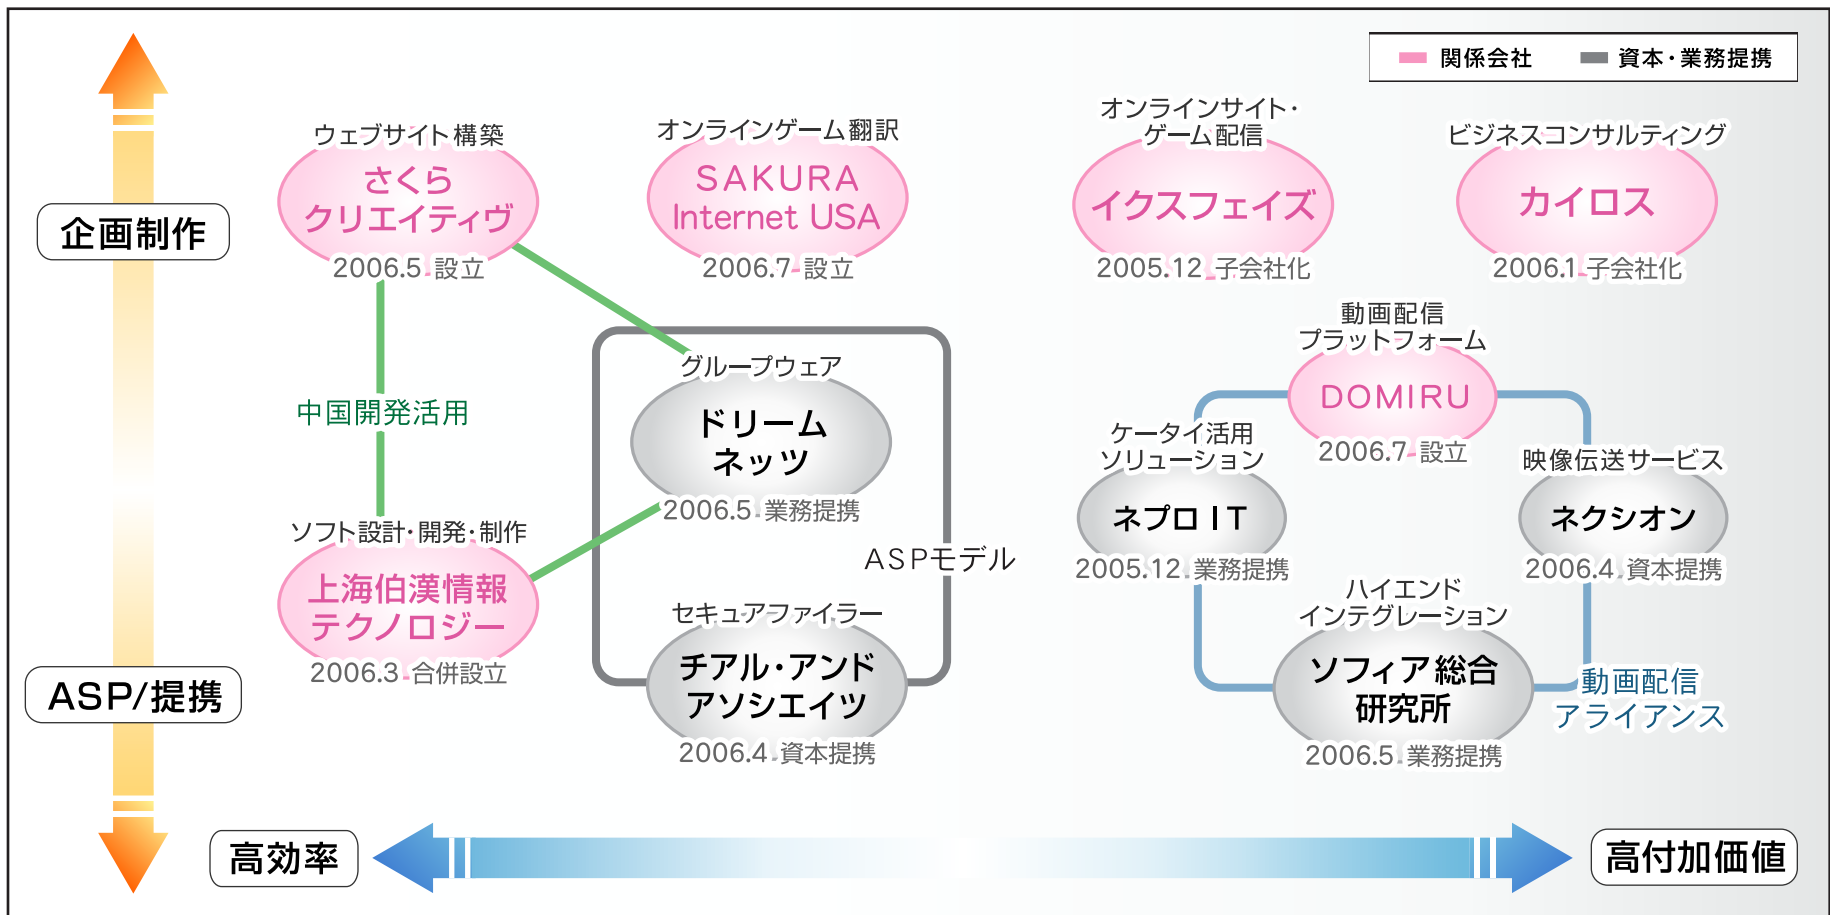 関係会社
資本・業務提携
企画制作
ASP/提携
高効率
高付加価値
ウェブサイト構築
さくら
クリエイティヴ
2006.5 設立
オンラインゲーム翻訳
SAKURA
Internet USA
2006.7 設立
オンラインサイト・
ゲーム配信
イクスフェイズ
2005.12 子会社化
ビジネスコンサルティング
カイロス
2006.1 子会社化
中国開発活用
グループウェア
ドリーム
ネッツ
2006.5 業務提携
動画配信
プラットフォーム
DOMIRU
2006.7 設立
ケータイ活用
ソリューション
ネプロIT
2005.12 業務提携
映像伝送サービス
ネクシオン
2006.4 資本提携
ソフト設計・開発・制作
上海伯漢情報
テクノロジー
2006.3 合併設立
ASPモデル
セキュアファイラー
チアル・アンド
アソシエイツ
2006.4 資本提携
ハイエンド
インテグレーション
ソフィア総合
研究所
2006.5 業務提携
動画配信
アライアンス